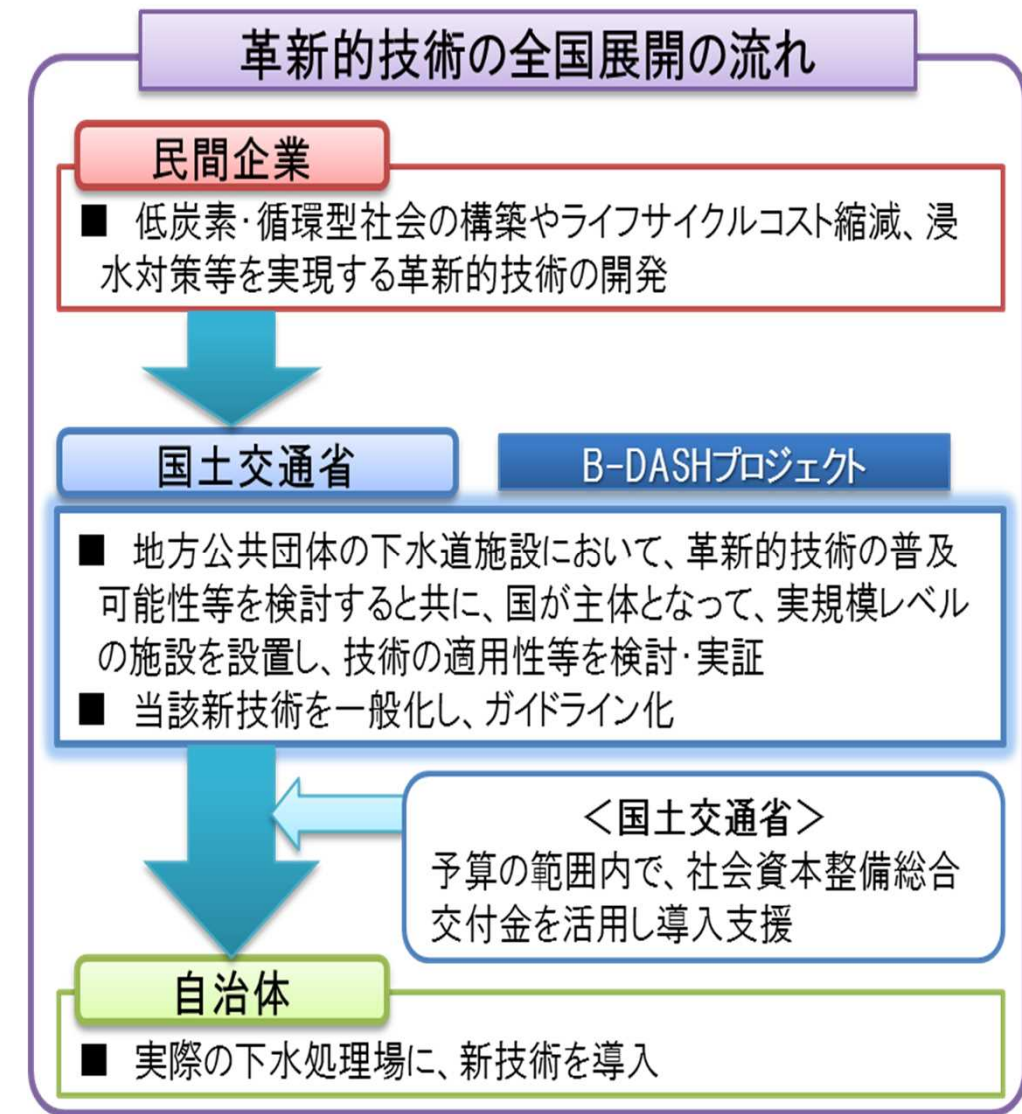 革新的技術の全国展開の流れ
民間企業
■ 低炭素・循環型社会の構築やライフサイクルコスト縮減、浸
水対策等を実現する革新的技術の開発
国土交通省
B-DASHプロジェクト
■ 地方公共団体の下水道施設において、革新的技術の普及
可能性等を検討すると共に、国が主体となって、実規模レベル
の施設を設置し、技術の適用性等を検討・実証
■ 当該新技術を一般化し、ガイドライン化
＜国土交通省＞
予算の範囲内で、社会資本整備総合
交付金を活用し導入支援
自治体
■ 実際の下水処理場に、新技術を導入